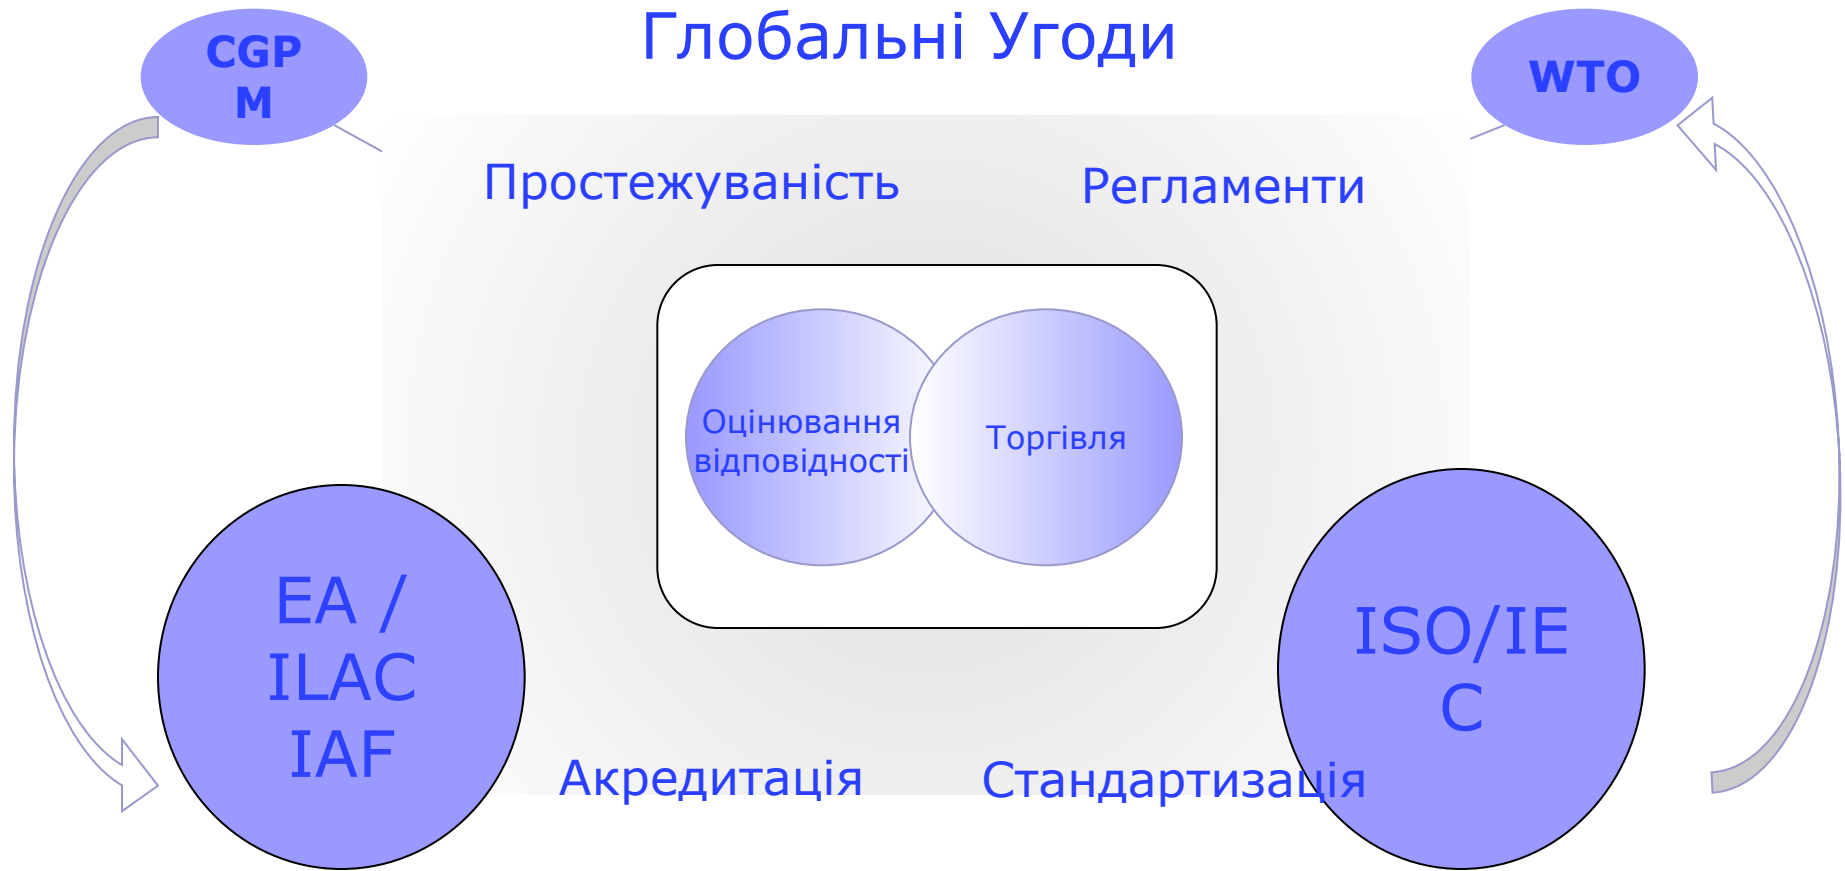 Глобальні Угоди
CGP
M
WTO
Простежуваність
Регламенти
Оцінювання
відповідності
Торгівля
EA /
ILAC
IAF
ISO/IE
C
Акредитація
Стандартизація